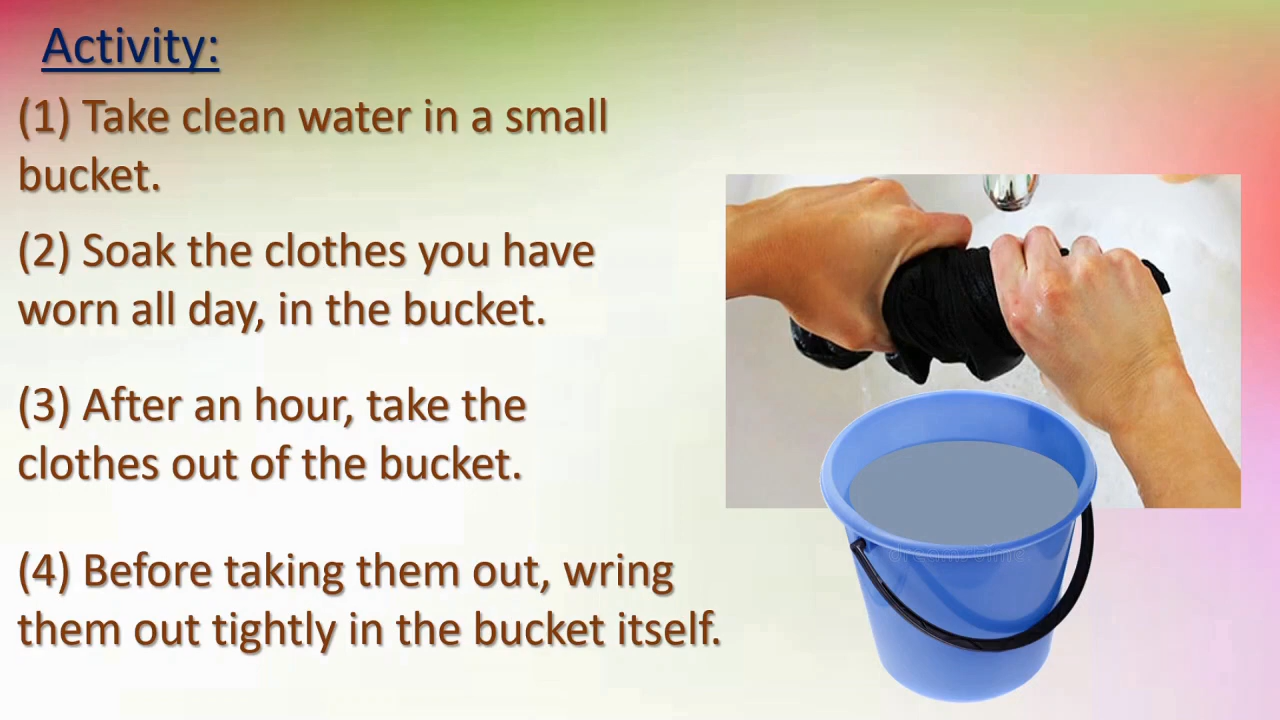 Activity:
(1) Take clean water in a small
bucket.
(2) Soak the clothes you have
worn all day, in the bucket.
(3) After an hour, take the
clothes out of the bucket.
(4) Before taking them out, wring
them out tightly in the bucket itself.